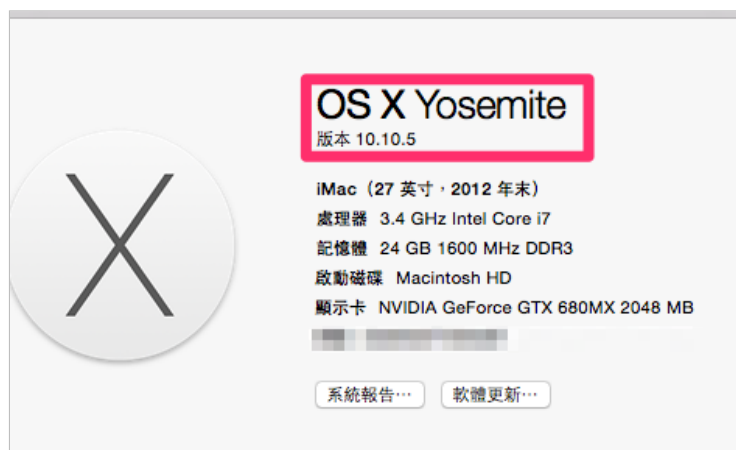 OS X Yosemite
版本 10.10.5
iMac（27 英寸，2012 年末）
處理器 3.4 GHz Intel Core i7
記憶體 24 GB 1600 MHz DDR3
啟動磁碟 Macintosh HD
顯示卡 NVIDIA GeForce GTX 680MX 2048 MB
系統報告⋯ 軟體更新⋯